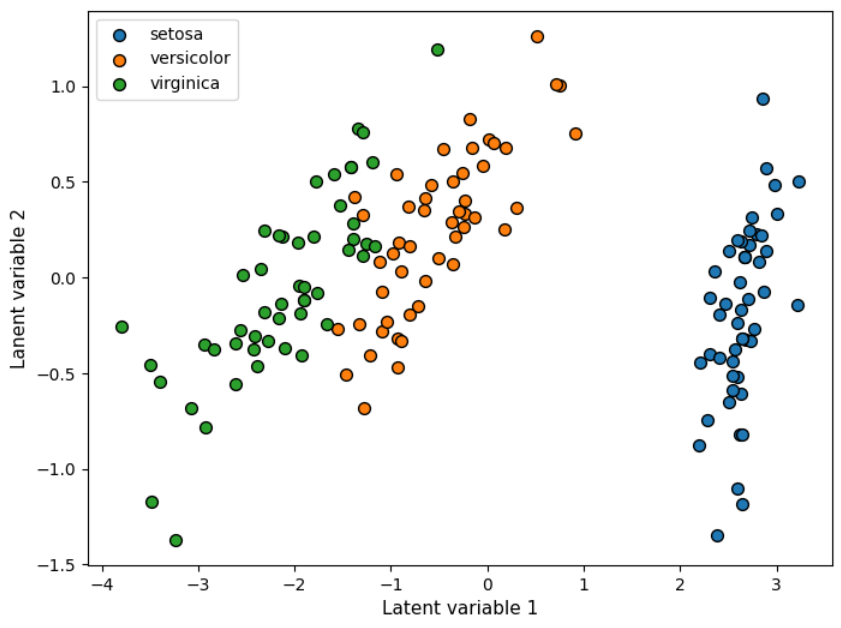 setosa
versicolor
virginica
1.0
0.5
0.0
−0.5
−1.0
−1.5
Lanent variable 2
−4 −3 −2 −1 0 1 2 3
Latent variable 1